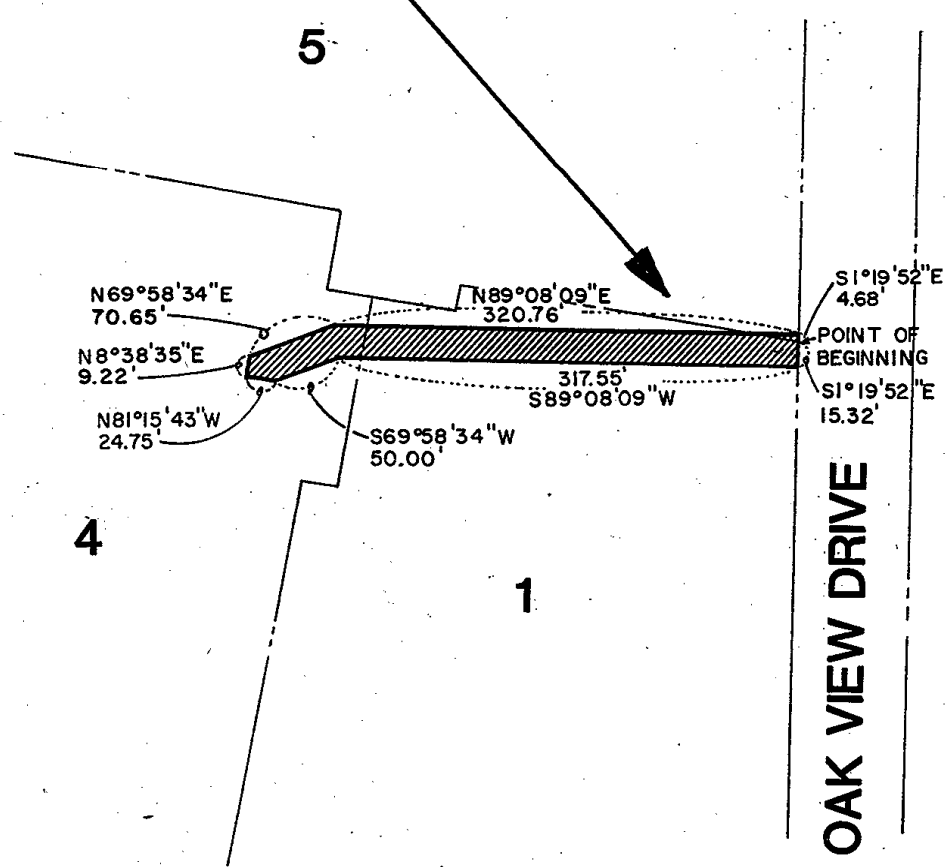 5
N69°58'34"E
70.65'
N8°38'35"E
9.22'
N81°15'43"W
24.75'
S69°58'34"W
50.00'
N89°08'09"E
320.76'
317.55'
S89°08'09"W
S1°19'52"E
4.68'
POINT OF
BEGINNING
S1°19'52"E
15.32'
4
1
OAK VIEW DRIVE